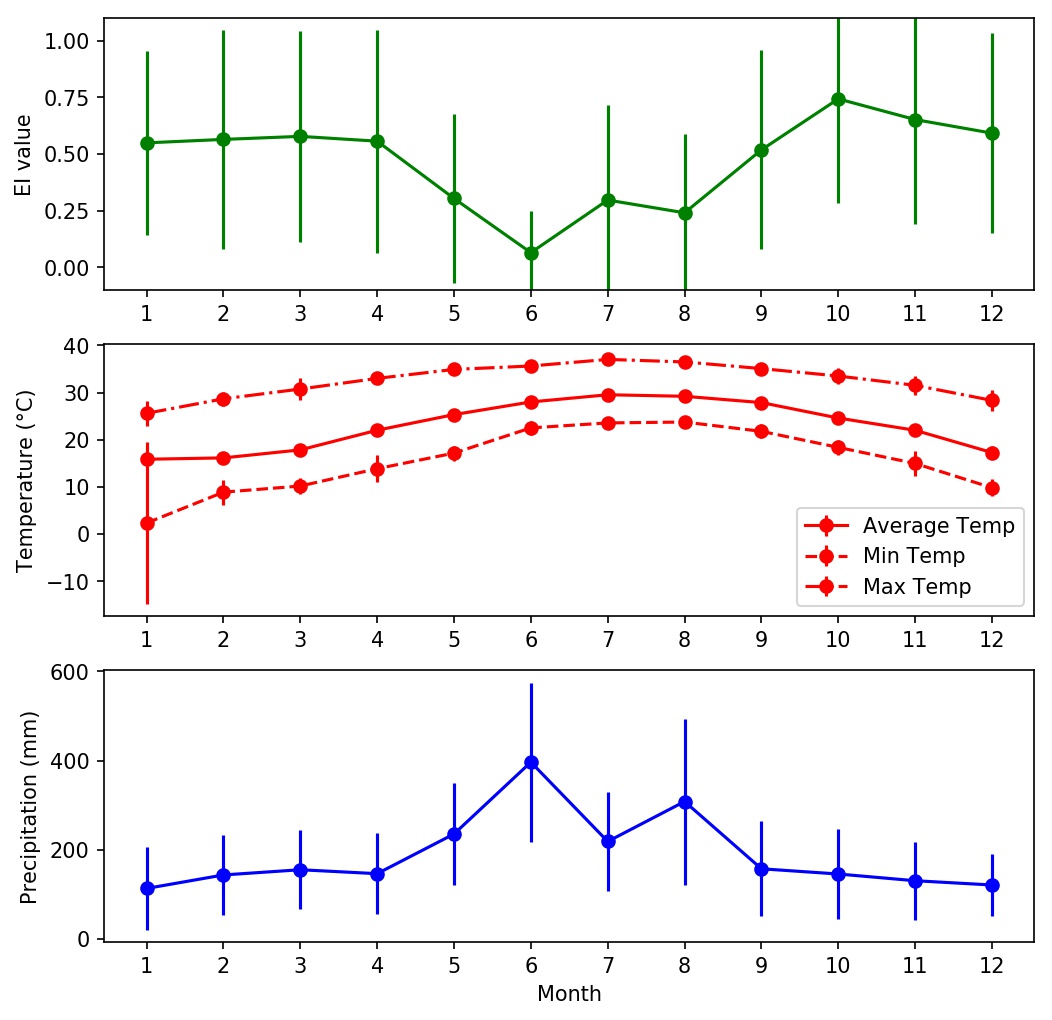 EI value
1.00
0.75
0.50
0.25
0.00
1 2 3 4 5 6 7 8 9 10 11 12
Temperature (°C)
40
30
20
10
0
−10
Average Temp
Min Temp
Max Temp
1 2 3 4 5 6 7 8 9 10 11 12
Precipitation (mm)
600
400
200
0
1 2 3 4 5 6 7 8 9 10 11 12
Month